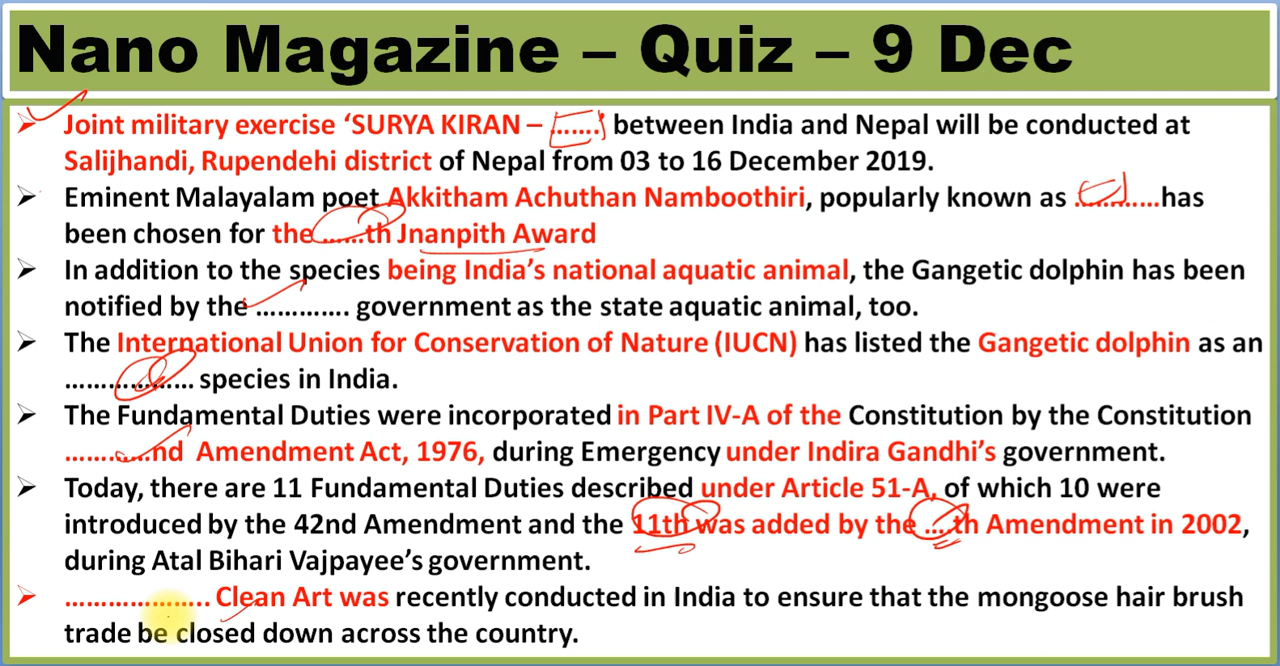 Nano Magazine – Quiz – 9 Dec
➢ Joint military exercise ‘SURYA KIRAN – …….’ between India and Nepal will be conducted at
Salijhandi, Rupendehi district of Nepal from 03 to 16 December 2019.
➢ Eminent Malayalam poet Akkitham Achuthan Namboothiri, popularly known as …………has
been chosen for the ……th Jnanpith Award
➢ In addition to the species being India’s national aquatic animal, the Gangetic dolphin has been
notified by the …………. government as the state aquatic animal, too.
➢ The International Union for Conservation of Nature (IUCN) has listed the Gangetic dolphin as an
……………… species in India.
➢ The Fundamental Duties were incorporated in Part IV-A of the Constitution by the Constitution
…………nd Amendment Act, 1976, during Emergency under Indira Gandhi’s government.
➢ Today, there are 11 Fundamental Duties described under Article 51-A, of which 10 were
introduced by the 42nd Amendment and the 11th was added by the ….th Amendment in 2002,
during Atal Bihari Vajpayee’s government.
➢ ……………….. Clean Art was recently conducted in India to ensure that the mongoose hair brush
trade be closed down across the country.